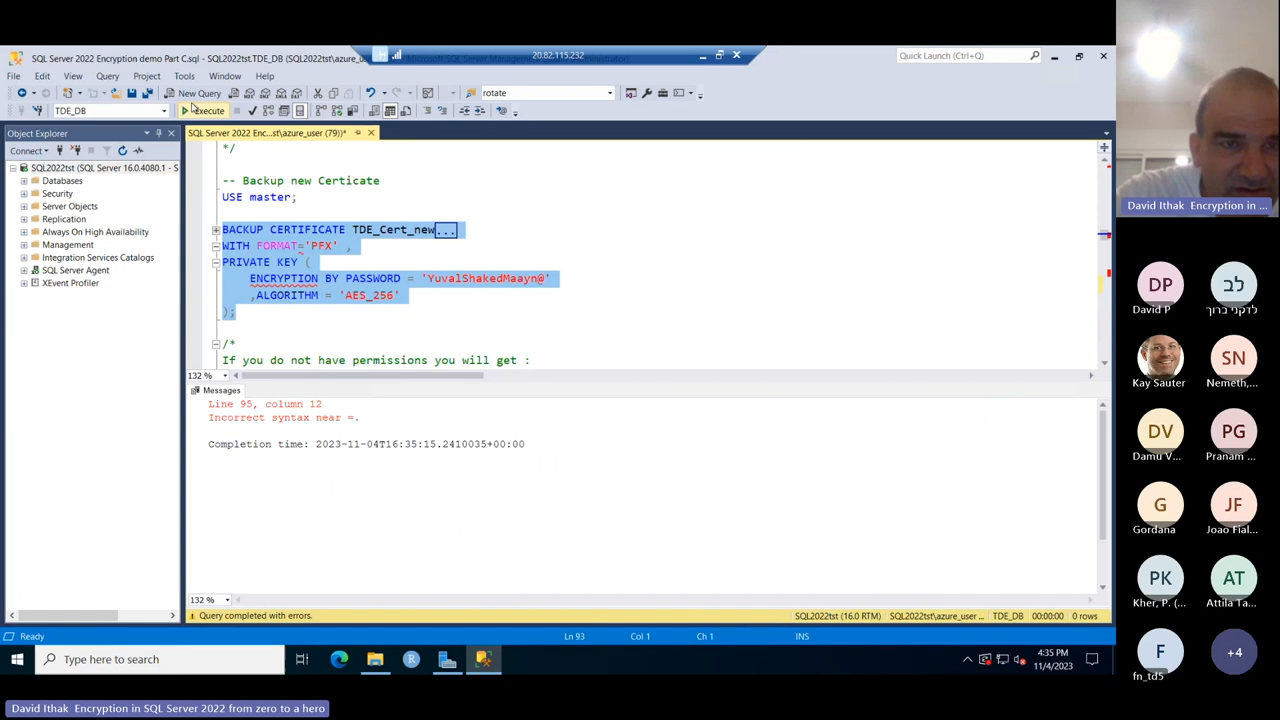 SQL Server 2022 Encryption demo Part C.sql - SQL2022tst.TDE_DB (SQL2022tst\azure_u
20.82.115.232
Microsoft SQL Server Manag
Quick Launch (Ctrl+Q)
File Edit View Query Project Tools Window Help
New Query
rotate
TDE_DB
Execute
Object Explorer
SQL Server 2022 Enc...st\azure_user (79))*
Connect
SQL2022tst (SQL Server 16.0.4080.1 - S
Databases
Security
Server Objects
Replication
Always On High Availability
Management
Integration Services Catalogs
SQL Server Agent
XEvent Profiler
*/
-- Backup new Certicate
USE master;
BACKUP CERTIFICATE TDE_Cert_new...
WITH FORMAT='PFX' ,
PRIVATE KEY (
ENCRYPTION BY PASSWORD = 'YuvalShakedMaayn@'
,ALGORITHM = 'AES_256'
);
/*
If you do not have permissions you will get :
132 %
Messages
Line 95, column 12
Incorrect syntax near =.
Completion time: 2023-11-04T16:35:15.2410035+00:00
132 %
Query completed with errors.
SQL2022tst (16.0 RTM)
SQL2022tst\azure_user ...
TDE_DB
00:00:00
0 rows
Ready
Ln 93
Col 1
Ch 1
INS
Type here to search
R
4:35 PM
11/4/2023
David Ithak Encryption in SQL Server 2022 from zero to a hero
David Ithak Encryption in ...
DP
David P
לב
לדקני ברוך
Kay Sauter
SN
Nemeth,...
DV
Damu V...
PG
Pranam ...
G
Gordana
JF
Joao Fial...
PK
Kher, P. (...
AT
Attila Ta...
F
fn_td5
+4